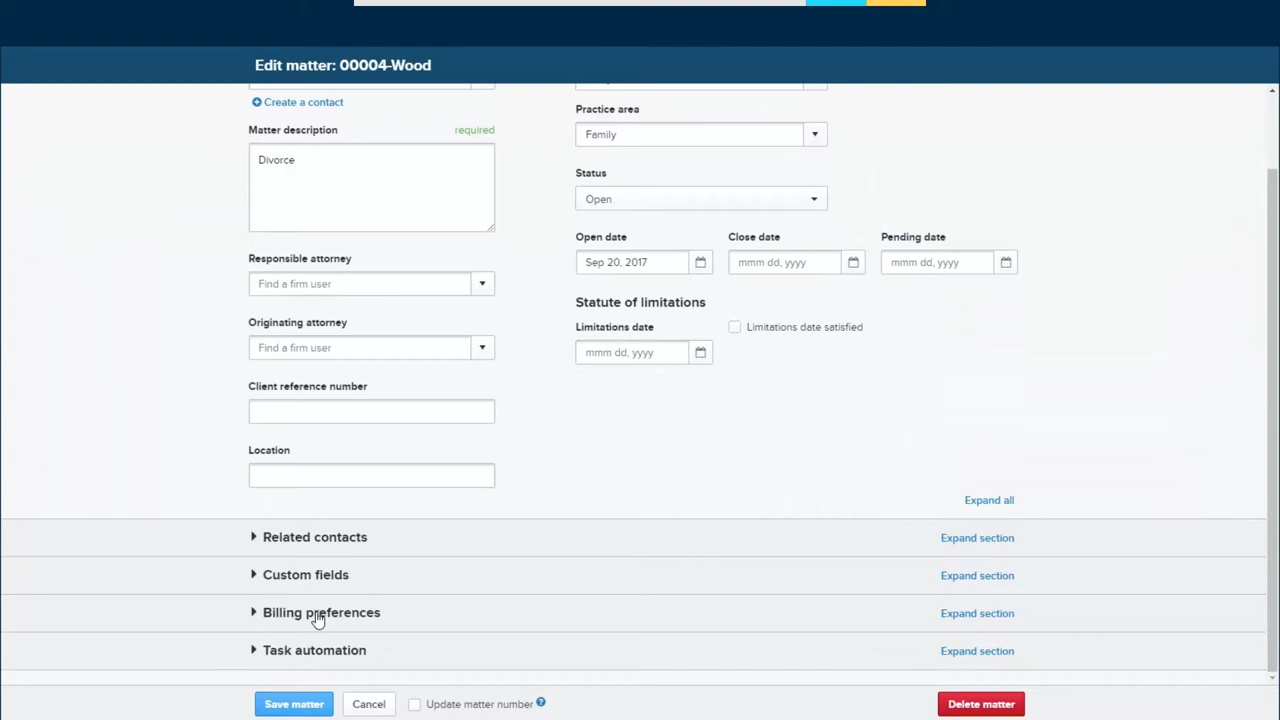 Edit matter: 00004-Wood
Create a contact
Matter description required
Divorce
Responsible attorney
Find a firm user
Originating attorney
Find a firm user
Client reference number
Location
Practice area
Family
Status
Open
Open date Close date Pending date
Sep 20, 2017 mmm dd, yyyy mmm dd, yyyy
Statute of limitations
Limitations date Limitations date satisfied
mmm dd, yyyy
Expand all
Related contacts Expand section
Custom fields Expand section
Billing preferences Expand section
Task automation Expand section
Save matter Cancel Update matter number ? Delete matter